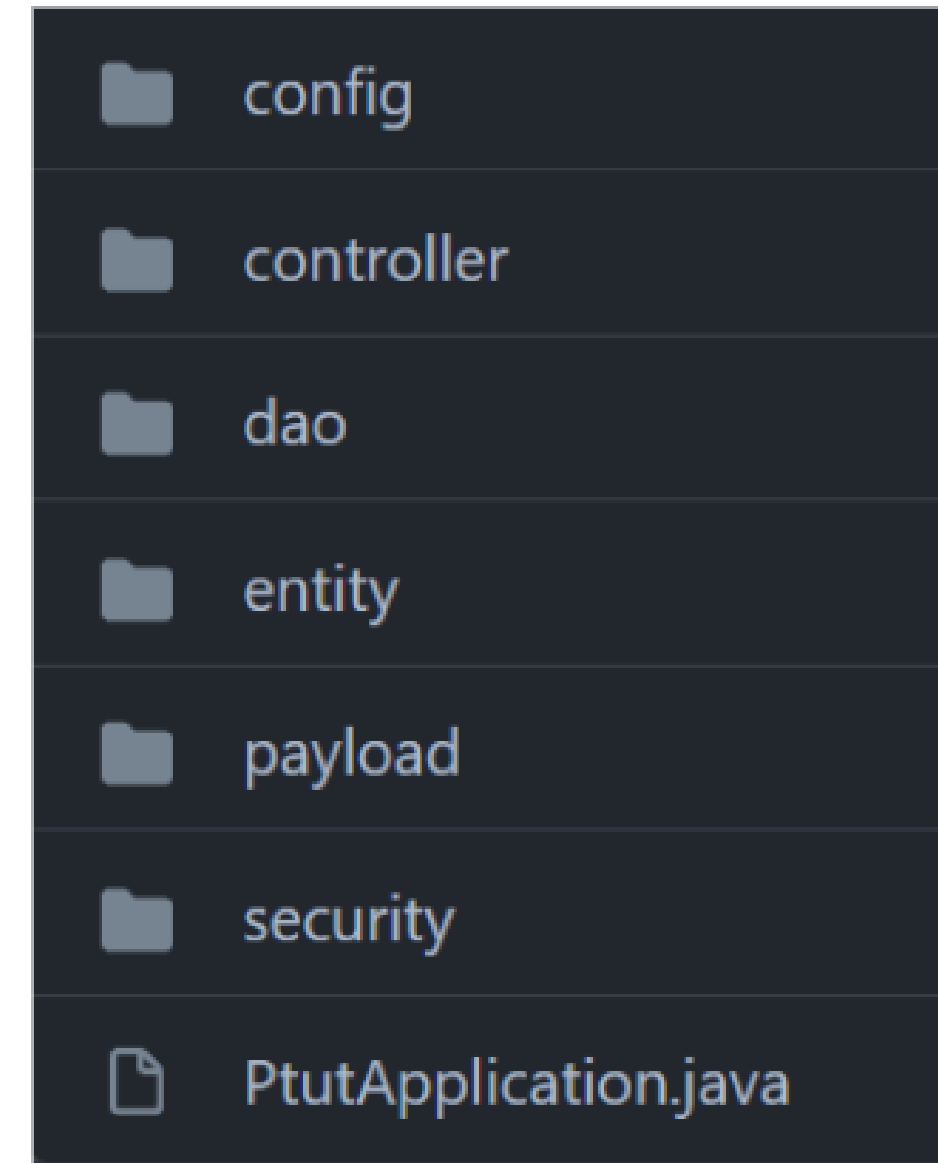 config
controller
dao
entity
payload
security
PtutApplication.java